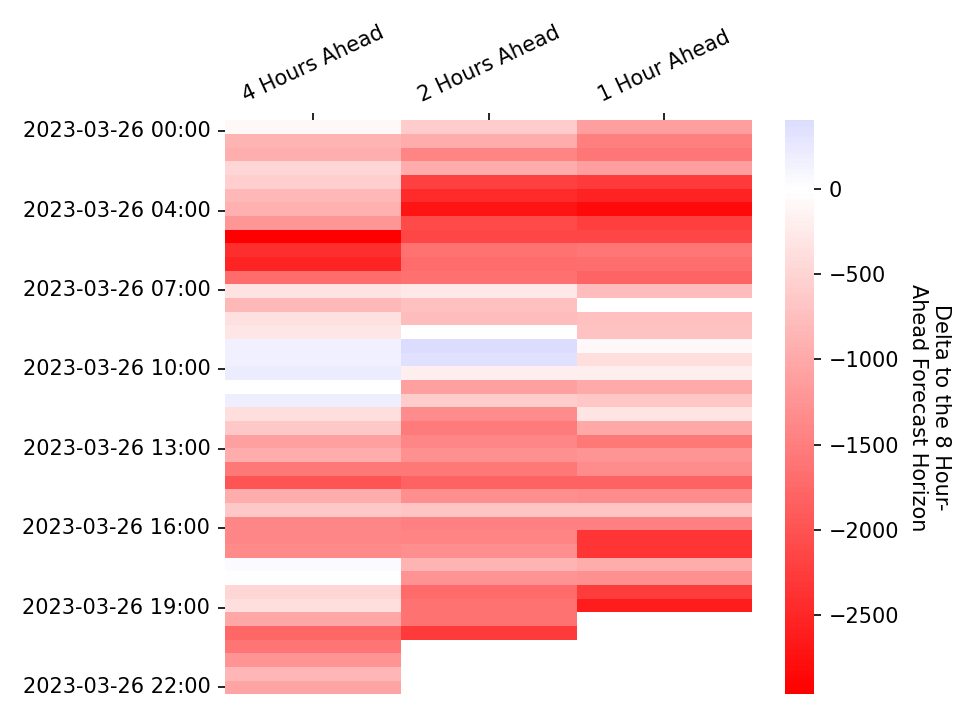 4 Hours Ahead
2 Hours Ahead
1 Hour Ahead
2023-03-26 00:00
2023-03-26 04:00
2023-03-26 07:00
2023-03-26 10:00
2023-03-26 13:00
2023-03-26 16:00
2023-03-26 19:00
2023-03-26 22:00
0
−500
−1000
−1500
−2000
−2500
Delta to the 8 Hour-
Ahead Forecast Horizon